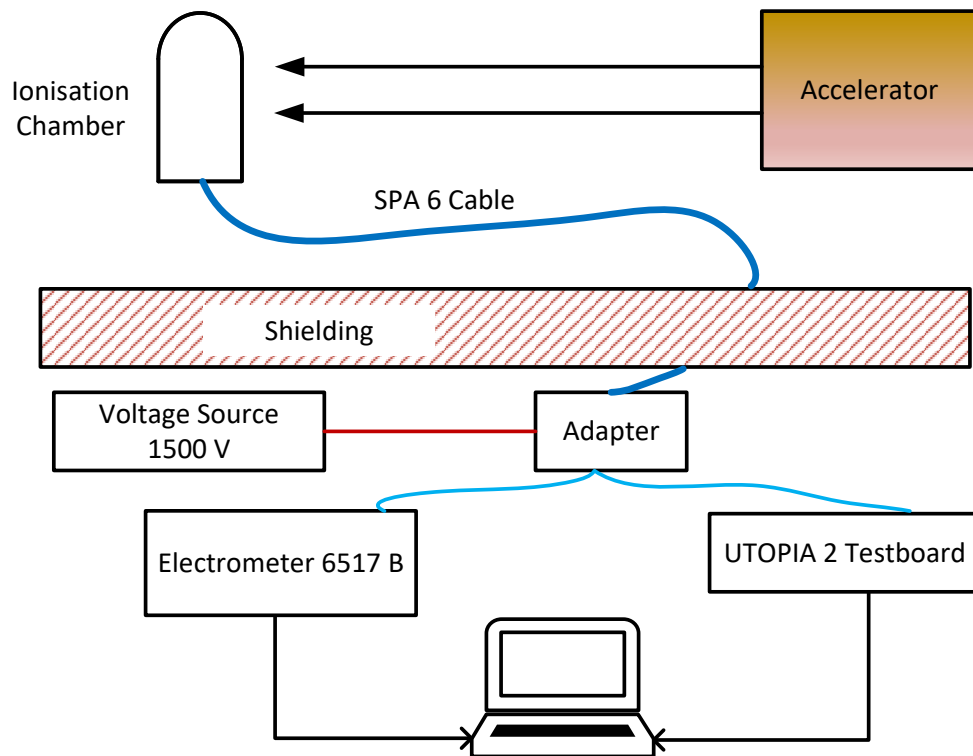 Ionisation
Chamber
Accelerator
SPA 6 Cable
Shielding
Voltage Source
1500 V
Adapter
Electrometer 6517 B
UTOPIA 2 Testboard